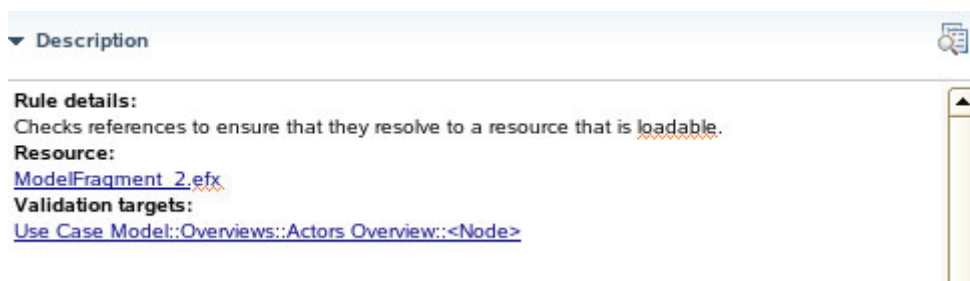 Description
Rule details:
Checks references to ensure that they resolve to a resource that is loadable.
Resource:
ModelFragment_2.efx
Validation targets:
Use Case Model::Overviews::Actors Overview::<Node>